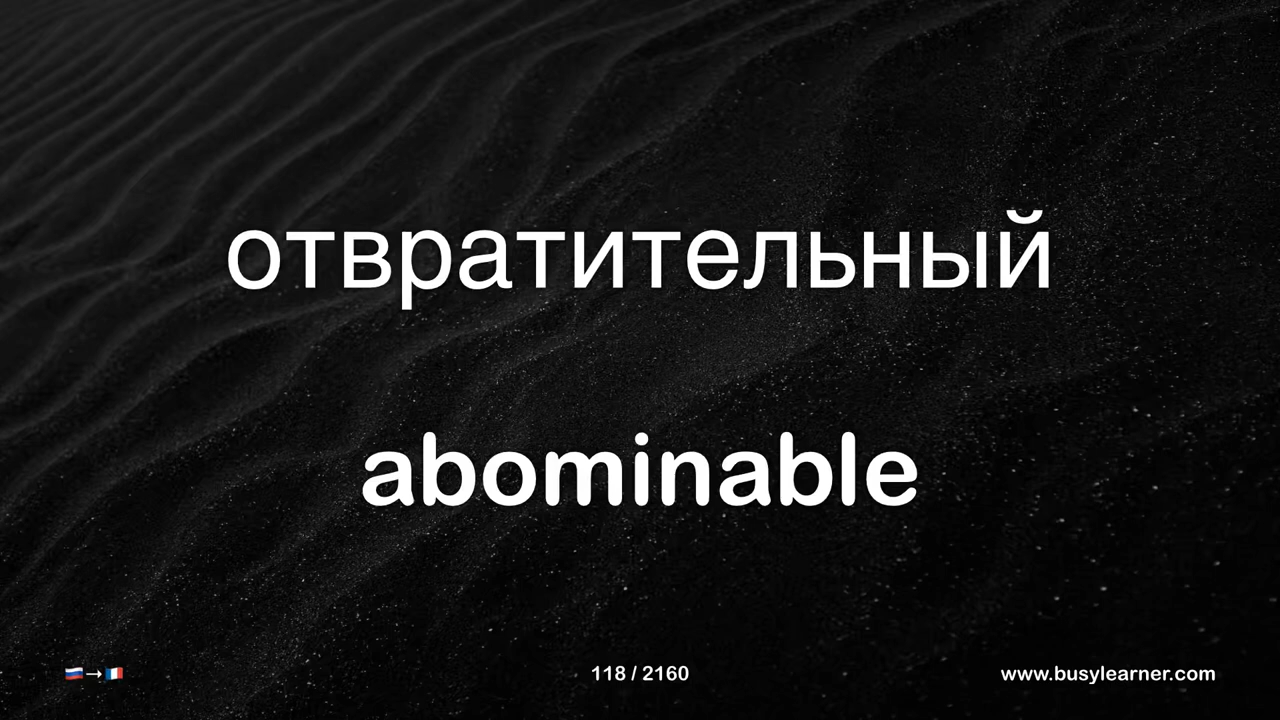 отвратительный
abominable
🇷🇺→🇫🇷
118 / 2160
www.busylearner.com